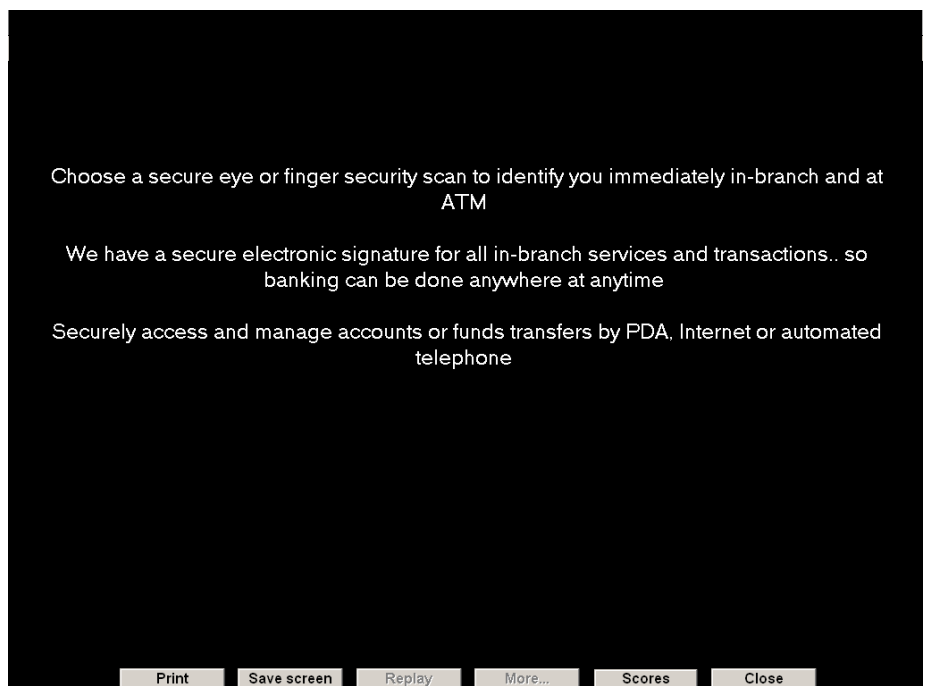 Choose a secure eye or finger security scan to identify you immediately in-branch and at
ATM
We have a secure electronic signature for all in-branch services and transactions.. so
banking can be done anywhere at anytime
Securely access and manage accounts or funds transfers by PDA, Internet or automated
telephone
Print Save screen Replay More... Scores Close